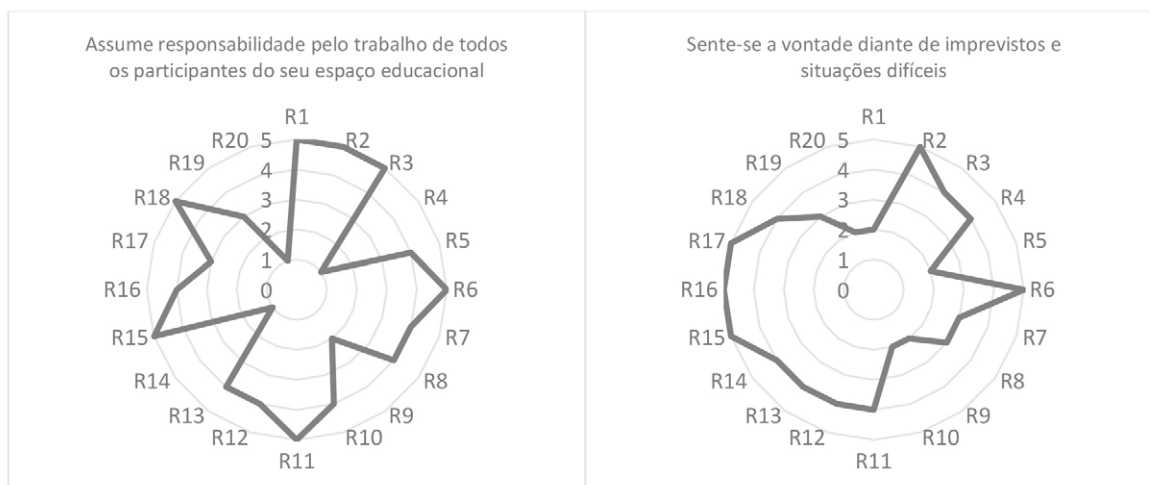 Assume responsabilidade pelo trabalho de todos
os participantes do seu espaço educacional
R1
R20
5
R2
R19
4
R3
R18
3
R4
R17
2
R5
1
R16
0
R6
R15
R7
R14
R8
R13
R9
R12
R10
R11
Sente-se a vontade diante de imprevistos e
situações difíceis
R1
R20
5
R2
R19
4
R3
R18
3
R4
R17
2
R5
1
R16
0
R6
R15
R7
R14
R8
R13
R9
R12
R10
R11